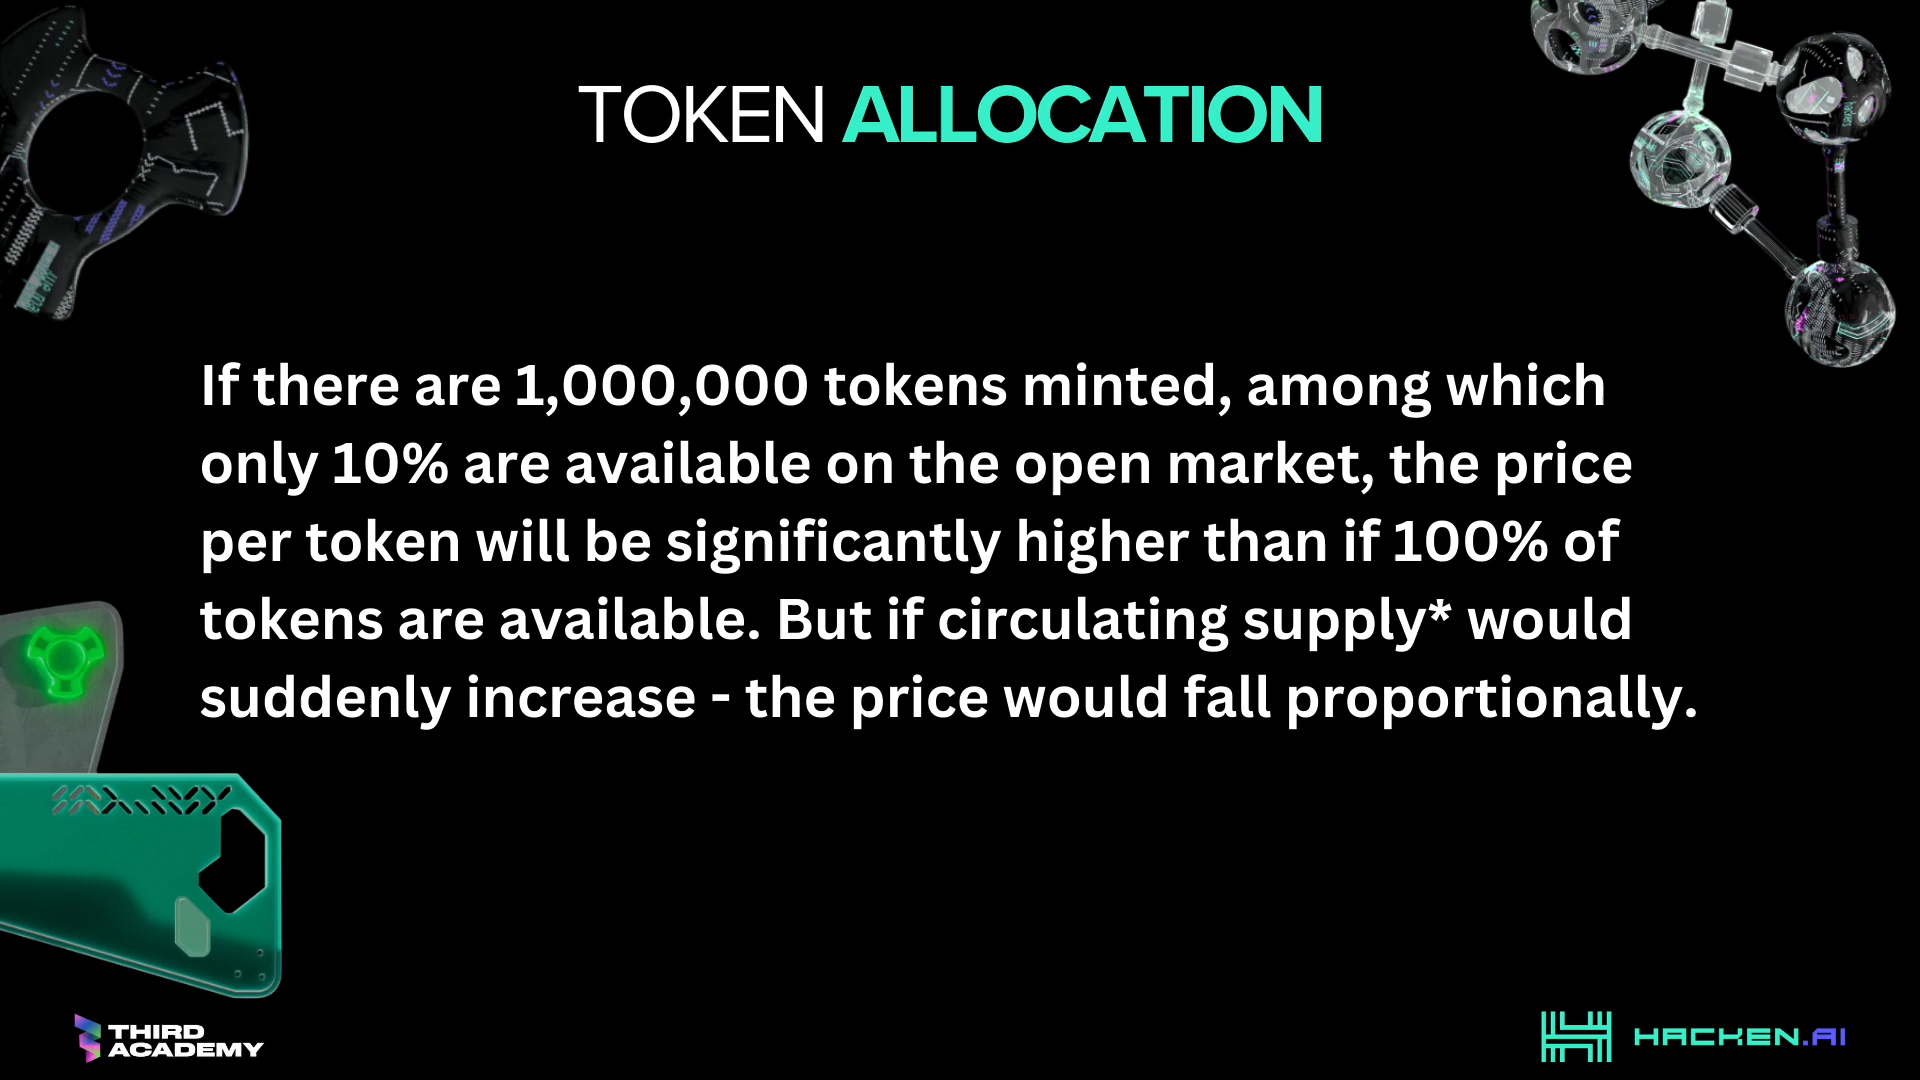 TOKEN ALLOCATION
If there are 1,000,000 tokens minted, among which
only 10% are available on the open market, the price
per token will be significantly higher than if 100% of
tokens are available. But if circulating supply* would
suddenly increase - the price would fall proportionally.
THIRD
ACADEMY
HACKEN.AI